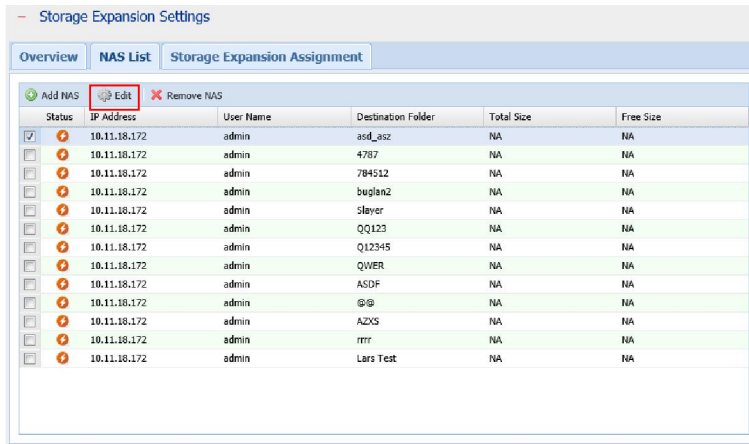 Storage Expansion Settings
Overview NAS List Storage Expansion Assignment
Add NAS Edit Remove NAS
Status IP Address User Name Destination Folder Total Size Free Size
10.11.18.172 admin asd_asz NA NA
10.11.18.172 admin 4787 NA NA
10.11.18.172 admin 784512 NA NA
10.11.18.172 admin buglan2 NA NA
10.11.18.172 admin Slayer NA NA
10.11.18.172 admin QQ123 NA NA
10.11.18.172 admin Q12345 NA NA
10.11.18.172 admin QWER NA NA
10.11.18.172 admin ASDF NA NA
10.11.18.172 admin @@ NA NA
10.11.18.172 admin AZXS NA NA
10.11.18.172 admin rrrr NA NA
10.11.18.172 admin Lars Test NA NA